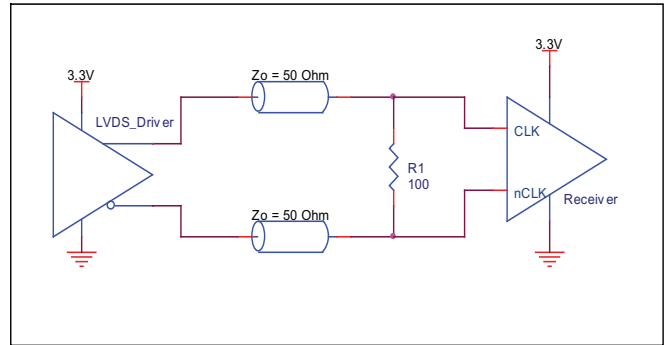 3.3V
LVDS_Driver
Zo = 50 Ohm
Zo = 50 Ohm
R1
100
3.3V
CLK
nCLK
Receiver